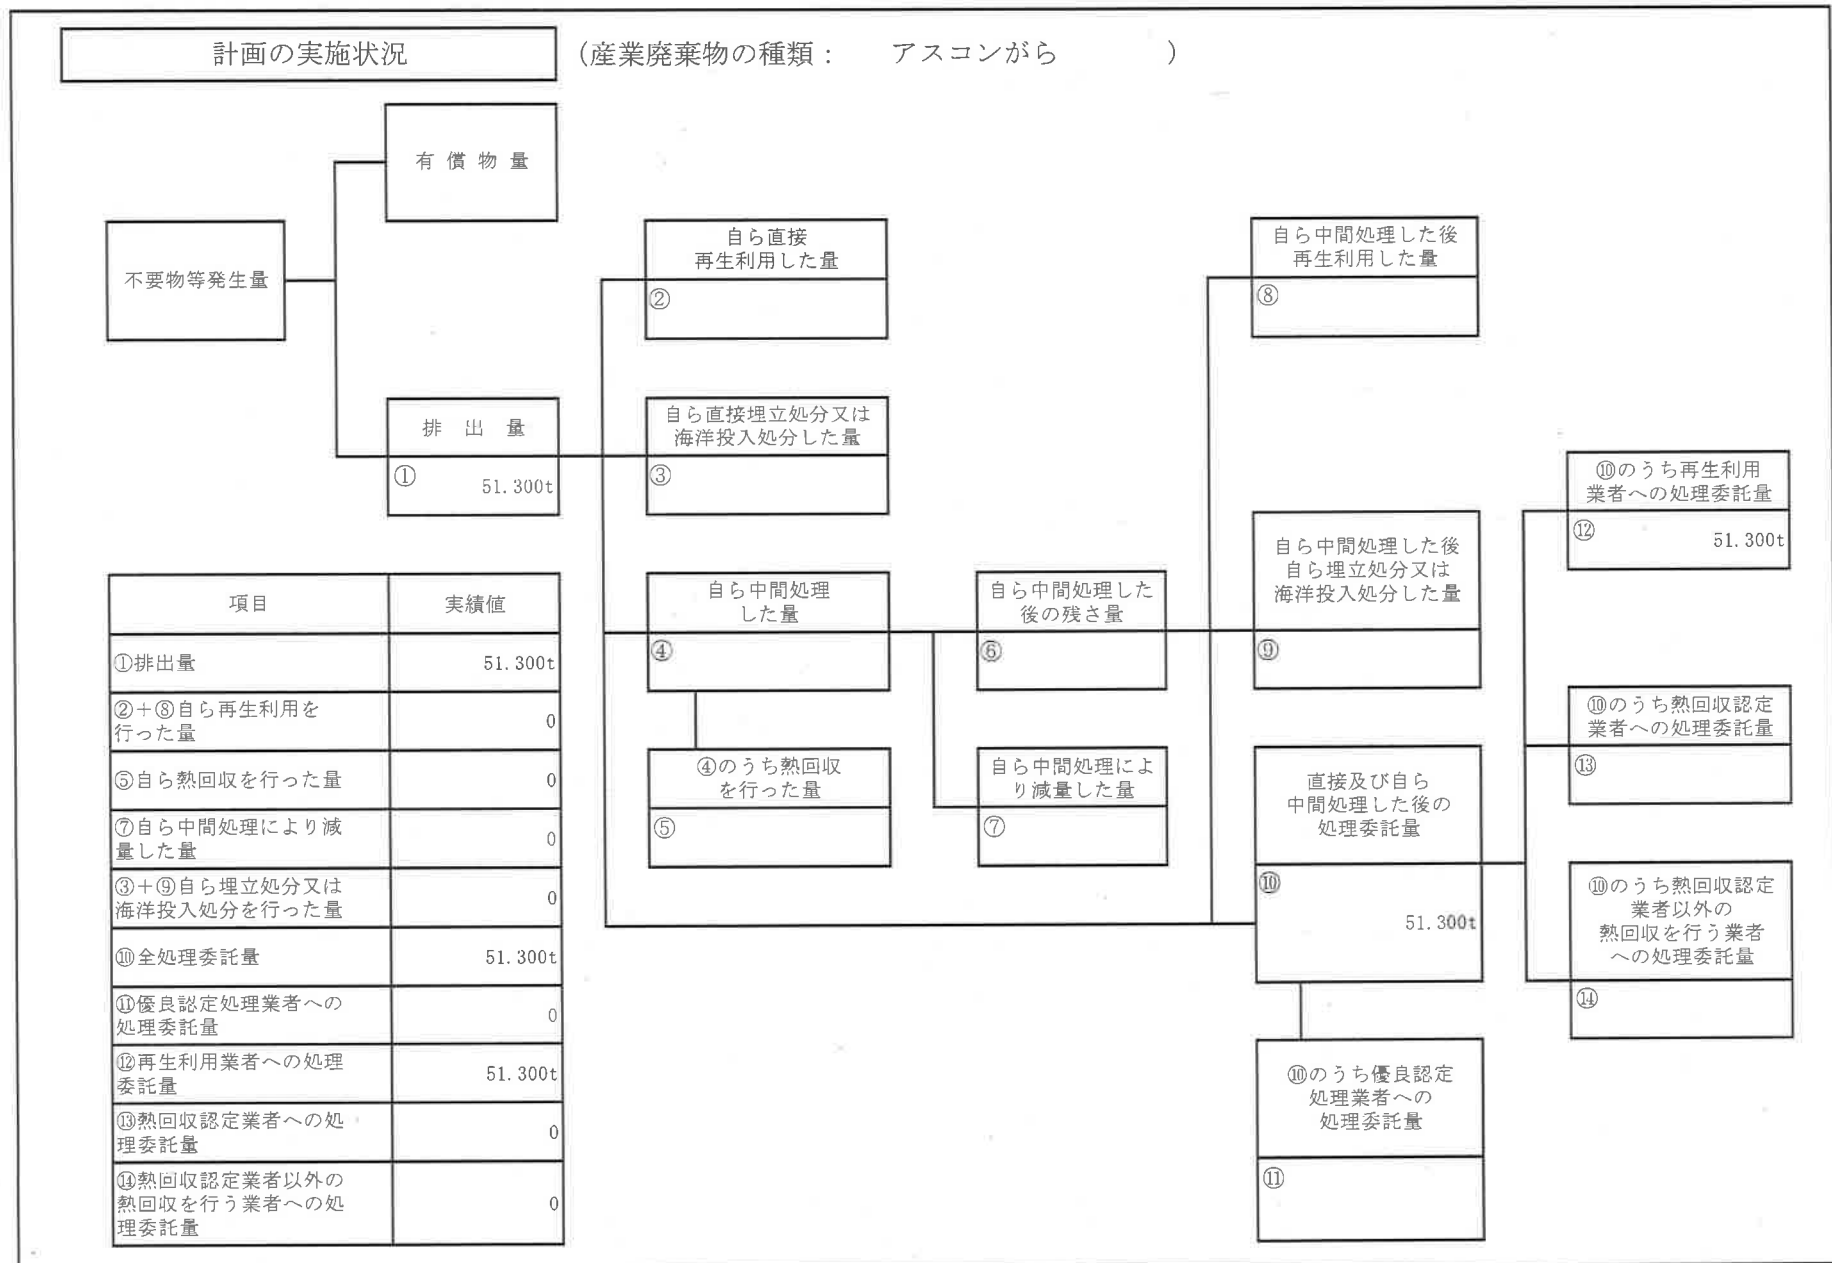 計画の実施状況
(産業廃棄物の種類: アスコンがら )
有償物量
不要物等発生量
排出量
① 51.300t
自ら直接
再生利用した量
②
自ら直接埋立処分又は
海洋投入処分した量
③
自ら中間処理
した量
④
④のうち熱回収
を行った量
⑤
自ら中間処理した
後の残さ量
⑥
自ら中間処理によ
り減量した量
⑦
自ら中間処理した後
再生利用した量
⑧
自ら中間処理した後
自ら埋立処分又は
海洋投入処分した量
⑨
直接及び自ら
中間処理した後の
処理委託量
⑩
51.300t
⑩のうち優良認定
処理業者への
処理委託量
⑪
⑩のうち再生利用
業者への処理委託量
⑫ 51.300t
⑩のうち熱回収認定
業者への処理委託量
⑬
⑩のうち熱回収認定
業者以外の
熱回収を行う業者
への処理委託量
⑭
項目 実績値
①排出量 51.300t
②+⑧自ら再生利用を
行った量 0
⑤自ら熱回収を行った量 0
⑦自ら中間処理により減
量した量 0
③+⑨自ら埋立処分又は
海洋投入処分を行った量 0
⑩全処理委託量 51.300t
⑪優良認定処理業者への
処理委託量 0
⑫再生利用業者への処理
委託量 51.300t
⑬熱回収認定業者への処
理委託量 0
⑭熱回収認定業者以外の
熱回収を行う業者への処
理委託量 0